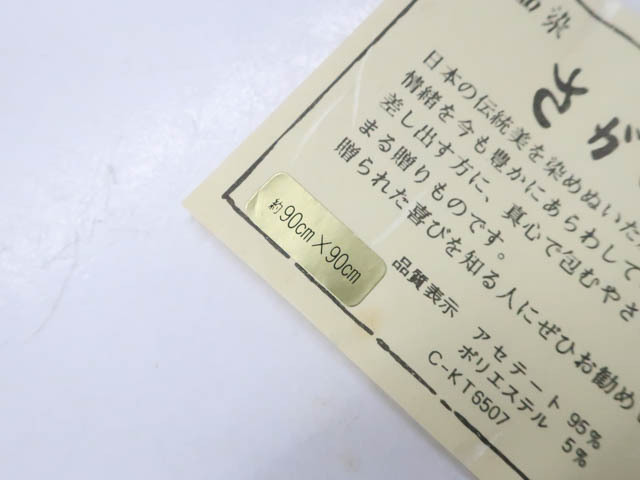 染
さが
日本の伝統美を染めぬいた
情緒を今も豊かにあらわして
差し出す方に、真心で包むやさ
まる贈りものです。
贈られた喜びを知る人にぜひお勧め
約90cm×90cm
品質表示 アセテート 95%
ポリエステル 5%
C-KT6507